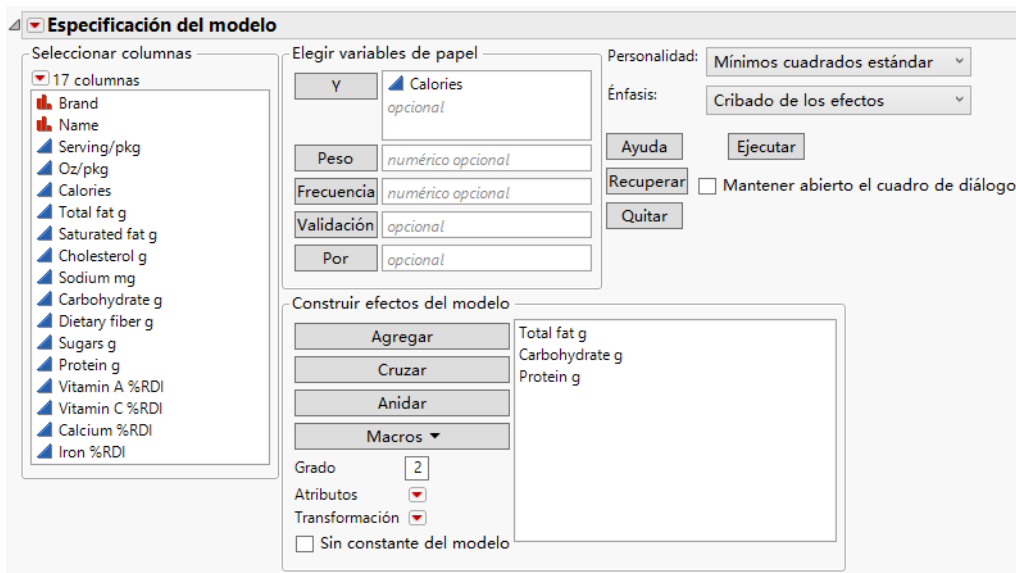 Especificación del modelo
Seleccionar columnas
17 columnas
Brand
Name
Serving/pkg
Oz/pkg
Calories
Total fat g
Saturated fat g
Cholesterol g
Sodium mg
Carbohydrate g
Dietary fiber g
Sugars g
Protein g
Vitamin A %RDI
Vitamin C %RDI
Calcium %RDI
Iron %RDI
Elegir variables de papel
Y
Calories
opcional
Peso
numérico opcional
Frecuencia
numérico opcional
Validación
opcional
Por
opcional
Personalidad:
Mínimos cuadrados estándar
Énfasis:
Cribado de los efectos
Ayuda
Ejecutar
Recuperar
Mantener abierto el cuadro de diálogo
Quitar
Construir efectos del modelo
Agregar
Cruzar
Anidar
Macros
Grado
2
Atributos
Transformación
Sin constante del modelo
Total fat g
Carbohydrate g
Protein g